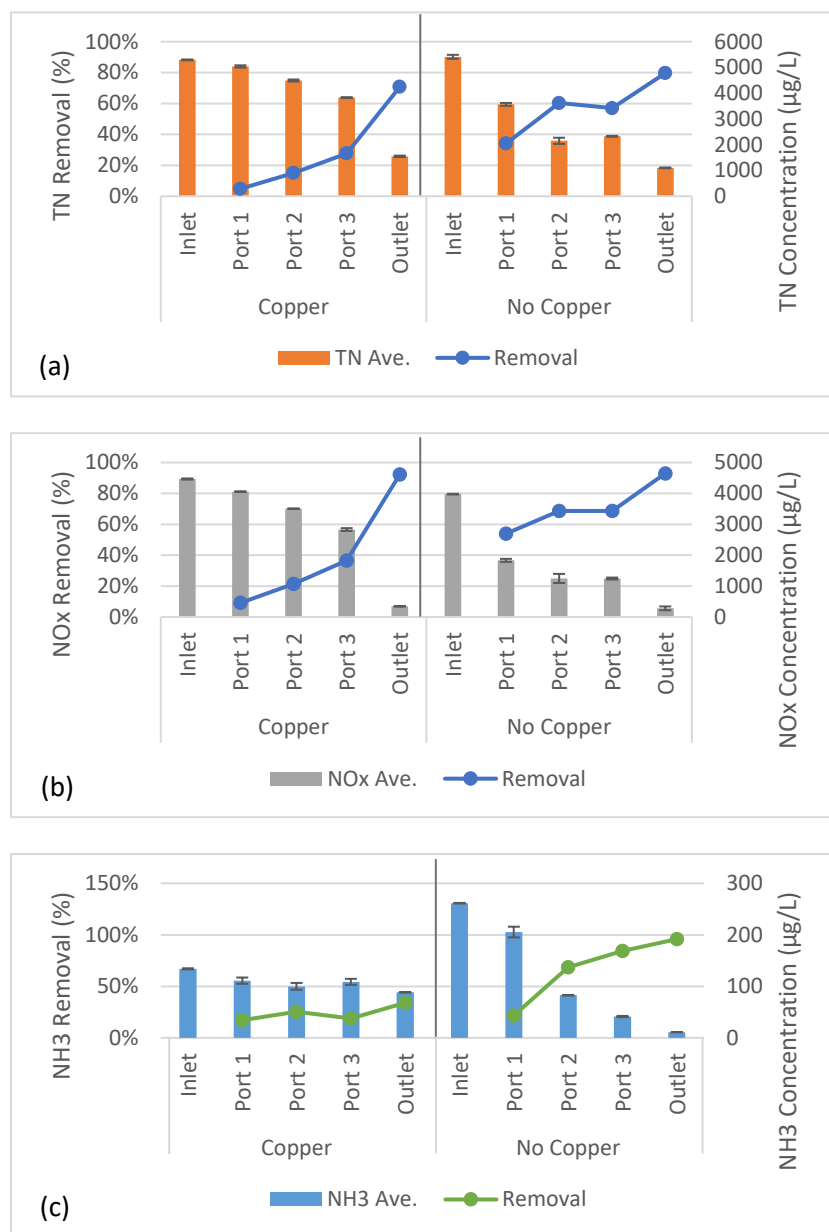 TN Removal (%)
100%
80%
60%
40%
20%
0%
6000
5000
4000
3000
2000
1000
0
TN Concentration (µg/L)
Inlet
Port 1
Port 2
Port 3
Outlet
Inlet
Port 1
Port 2
Port 3
Outlet
Copper
No Copper
(a)
TN Ave.
Removal
NOx Removal (%)
100%
80%
60%
40%
20%
0%
5000
4000
3000
2000
1000
0
NOx Concentration (µg/L)
Inlet
Port 1
Port 2
Port 3
Outlet
Inlet
Port 1
Port 2
Port 3
Outlet
Copper
No Copper
(b)
NOx Ave.
Removal
NH3 Removal (%)
150%
100%
50%
0%
300
200
100
0
NH3 Concentration (µg/L)
Inlet
Port 1
Port 2
Port 3
Outlet
Inlet
Port 1
Port 2
Port 3
Outlet
Copper
No Copper
(c)
NH3 Ave.
Removal